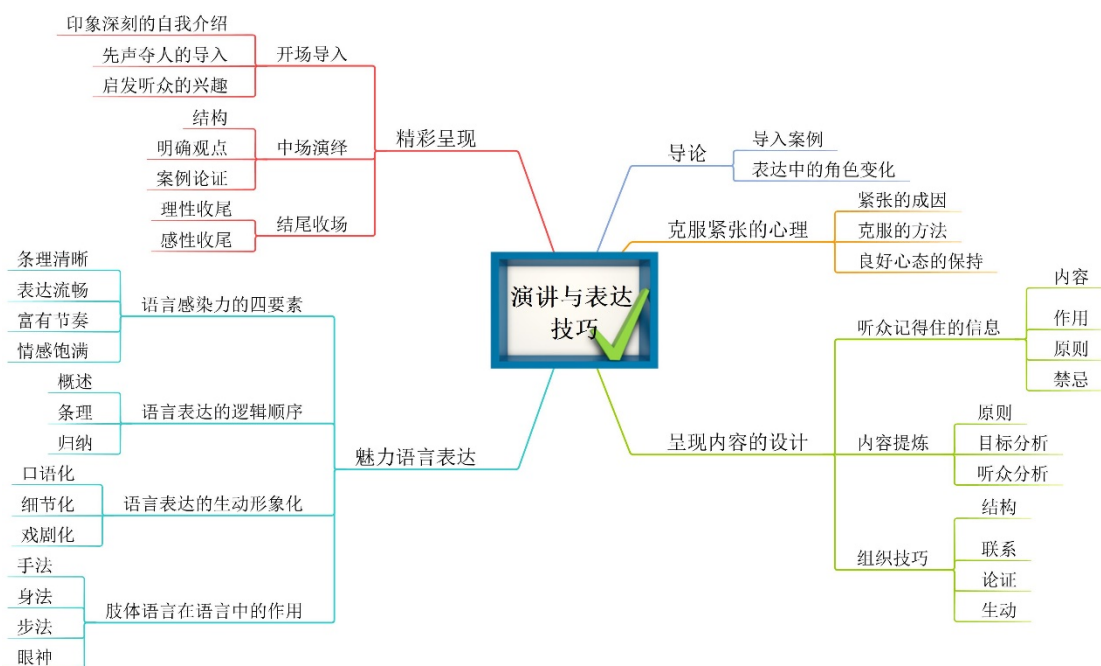 演讲与表达
技巧
导论
导入案例
表达中的角色变化
克服紧张的心理
紧张的成因
克服的方法
良好心态的保持
呈现内容的设计
听众记得住的信息
内容
作用
原则
禁忌
内容提炼
原则
目标分析
听众分析
组织技巧
结构
联系
论证
生动
魅力语言表达
语言感染力的四要素
条理清晰
表达流畅
富有节奏
情感饱满
语言表达的逻辑顺序
概述
条理
归纳
语言表达的生动形象化
口语化
细节化
戏剧化
肢体语言在语言中的作用
手法
身法
步法
眼神
精彩呈现
开场导入
印象深刻的自我介绍
先声夺人的导入
启发听众的兴趣
中场演绎
结构
明确观点
案例论证
结尾收场
理性收尾
感性收尾